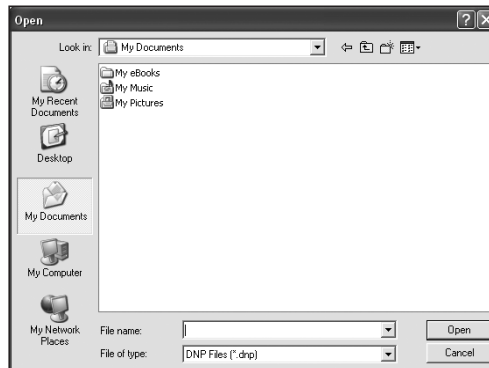 Open
Look in: My Documents
My Recent
Documents
Desktop
My Documents
My Computer
My Network
Places
My eBooks
My Music
My Pictures
File name:
Open
File of type: DNP Files (*.dnp)
Cancel